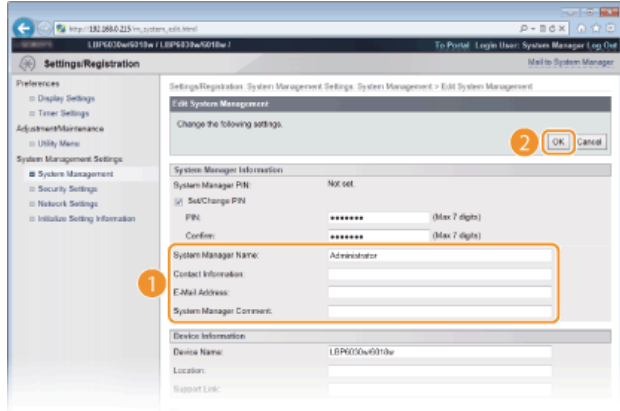 http://192.168.0.215/m_system_edit.html
LBP6030w/6018w / LBP6030w/6018w /
To Portal Login User: System Manager Log Out
Settings/Registration
Mail to System Manager
Preferences
Display Settings
Timer Settings
Adjustment/Maintenance
Utility Menu
System Management Settings
System Management
Security Settings
Network Settings
Initialize Setting Information
Settings/Registration: System Management Settings: System Management > Edit System Management
Edit System Management
Change the following settings.
2
OK
Cancel
System Manager Information
System Manager PIN:
Not set.
Set/Change PIN
PIN:
•••••••
(Max 7 digits)
Confirm:
•••••••
(Max 7 digits)
1
System Manager Name:
Administrator
Contact Information:
E-Mail Address:
System Manager Comment:
Device Information
Device Name:
LBP6030w/6018w
Location:
Support Link: